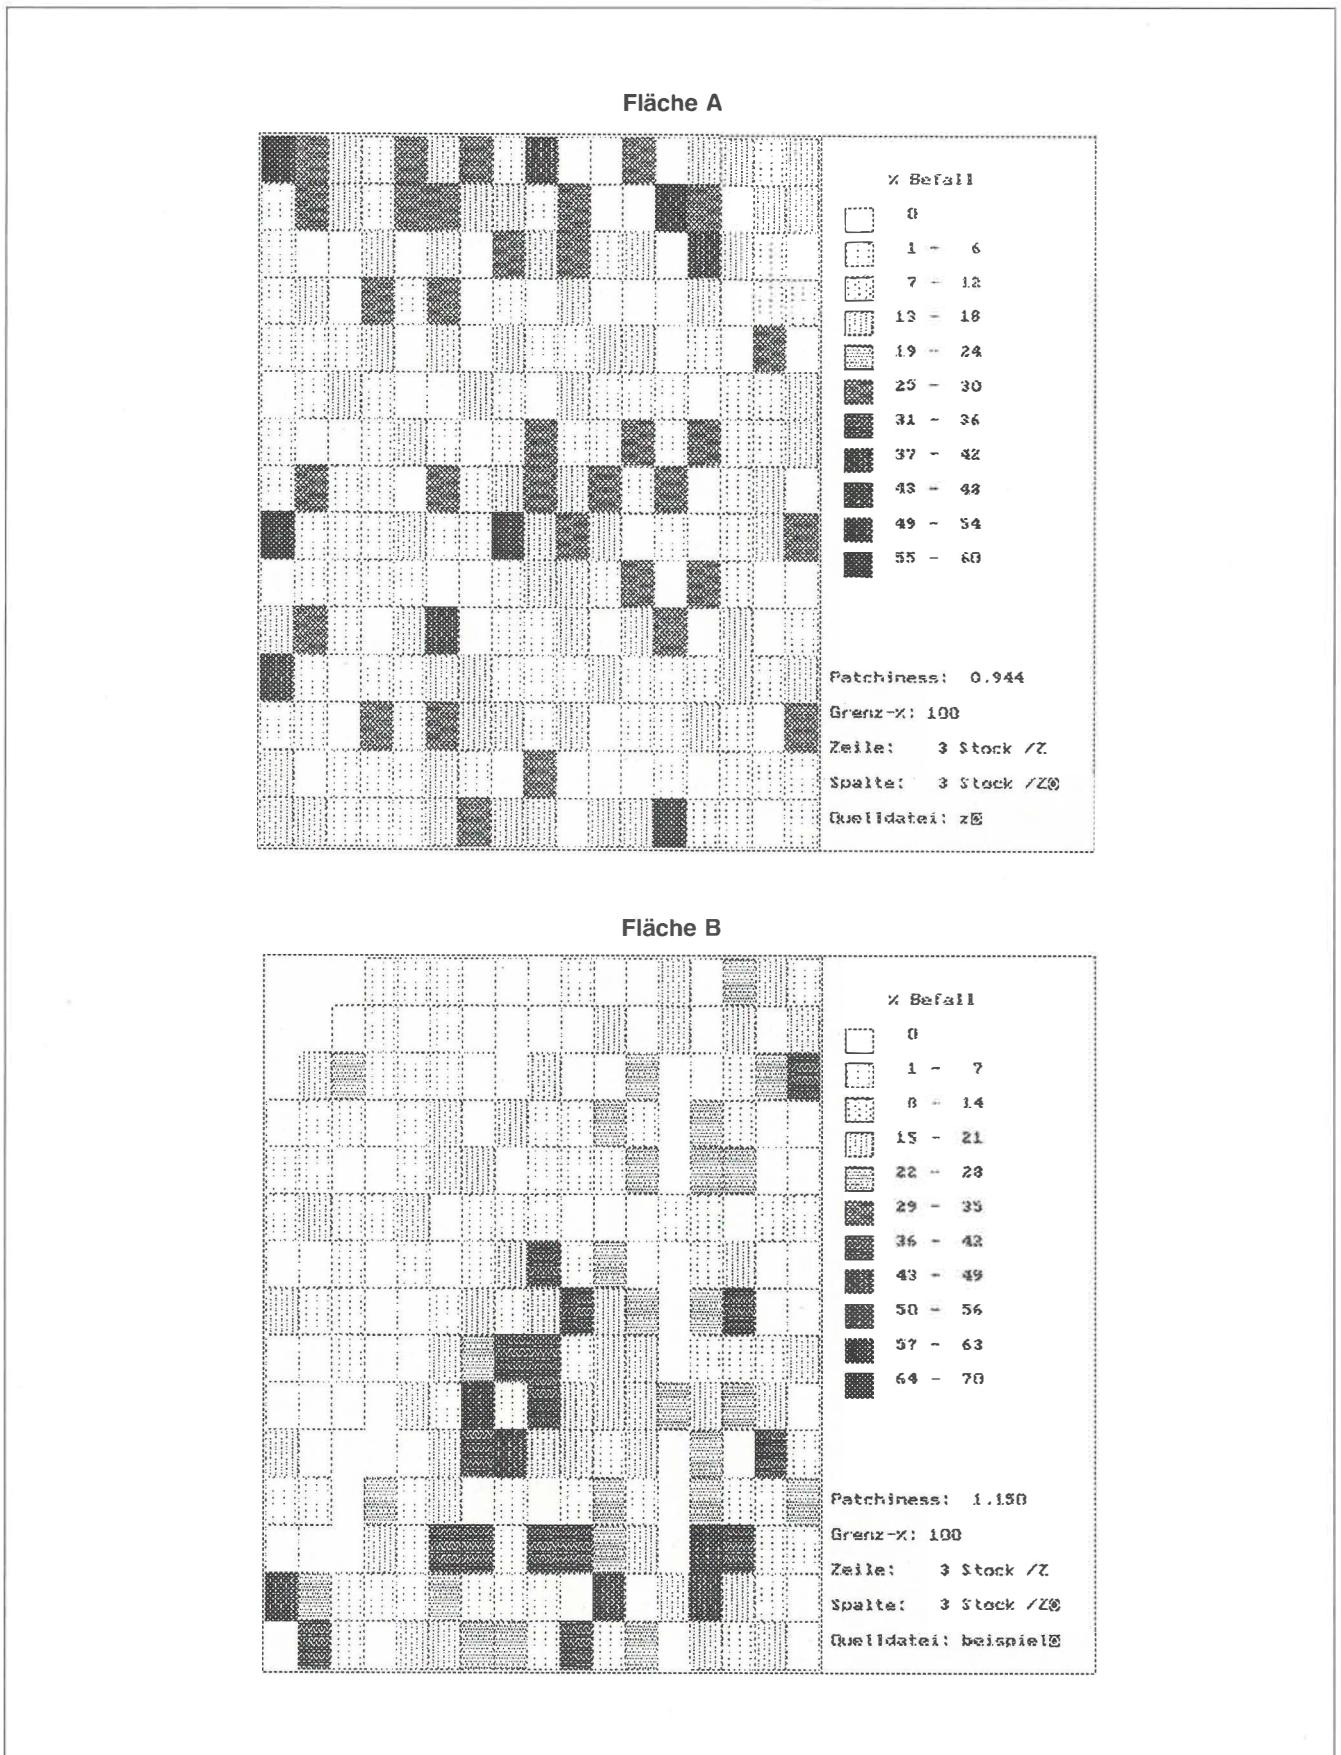 Fläche A
% Befall
0
1 - 6
7 - 12
13 - 18
19 - 24
25 - 30
31 - 36
37 - 42
43 - 48
49 - 54
55 - 60
Patchiness: 0.944
Grenz-%: 100
Zeile: 3 Stock /Z
Spalte: 3 Stock /Z
Quelldatei: z
Fläche B
% Befall
0
1 - 7
8 - 14
15 - 21
22 - 28
29 - 35
36 - 42
43 - 49
50 - 56
57 - 63
64 - 70
Patchiness: 1.150
Grenz-%: 100
Zeile: 3 Stock /Z
Spalte: 3 Stock /Z
Quelldatei: beispiel